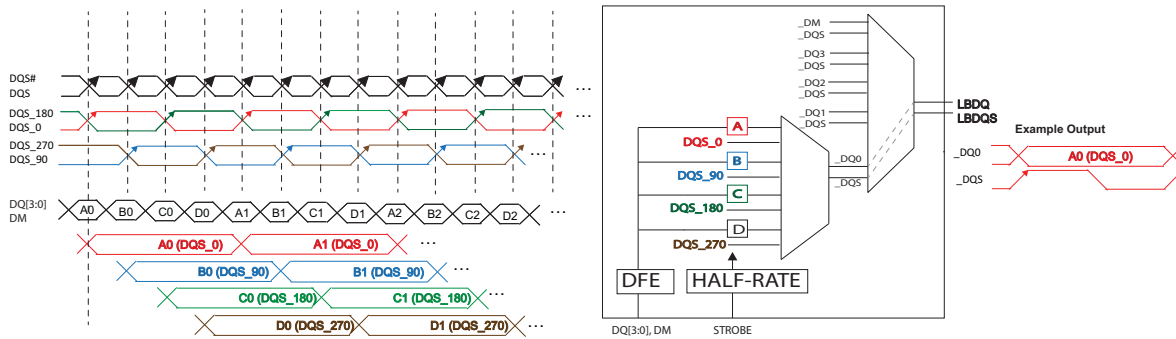 DQS#
DQS
...
DQS_180
DQS_0
...
DQS_270
DQS_90
...
DQ[3:0]
DM
A0 B0 C0 D0 A1 B1 C1 D1 A2 B2 C2 D2 ...
A0 (DQS_0) A1 (DQS_0) ...
B0 (DQS_90) B1 (DQS_90) ...
C0 (DQS_180) C1 (DQS_180) ...
D0 (DQS_270) D1 (DQS_270) ...
_DM
_DQS
_DQ3
_DQS
_DQ2
_DQS
_DQ1
_DQS
LBDQ
LBDQS
A
DQS_0
B
DQS_90
C
DQS_180
D
DQS_270
_DQ0
_DQS
DFE
HALF-RATE
DQ[3:0], DM
STROBE
Example Output
_DQ0
A0 (DQS_0)
_DQS